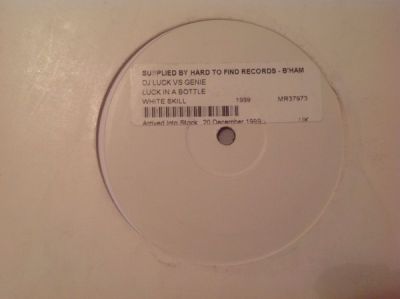 SUPPLIED BY HARD TO FIND RECORDS - B'HAM
DJ LUCK VS GENIE
LUCK IN A BOTTLE
WHITE SKILL 1999 MR37973
Arrived Into Stock: 20 December 1999 UK